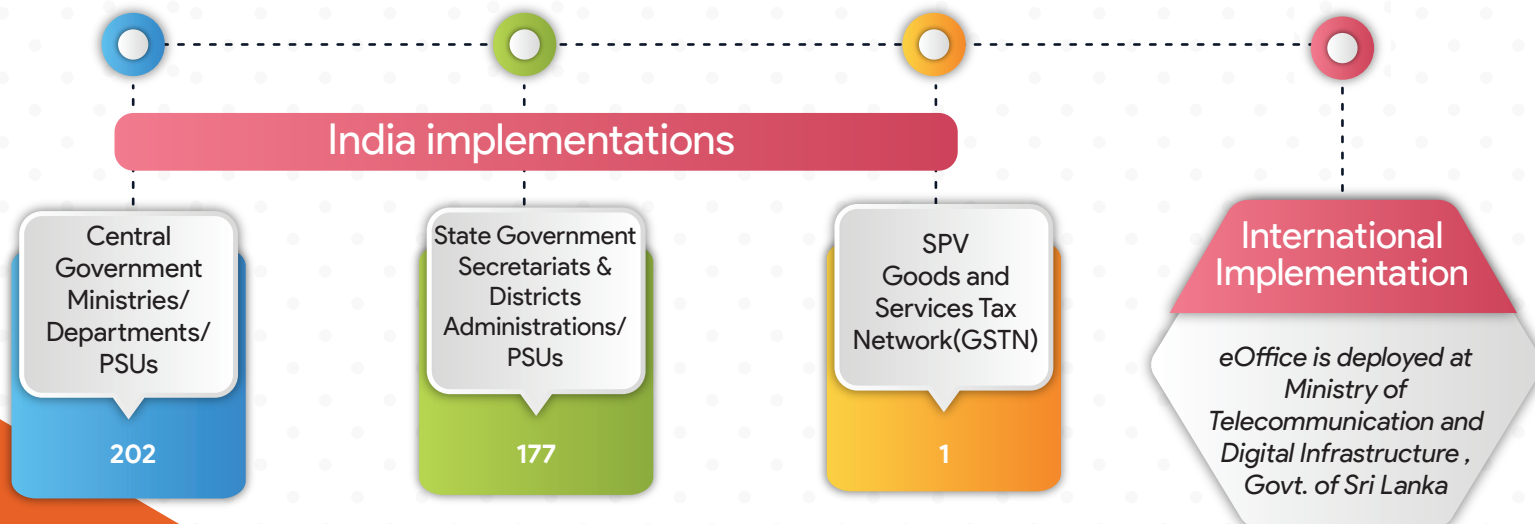 India implementations
Central
Government
Ministries/
Departments/
PSUs
202
State Government
Secretariats &
Districts
Administrations/
PSUs
177
SPV
Goods and
Services Tax
Network(GSTN)
1
International
Implementation
eOffice is deployed at
Ministry of
Telecommunication and
Digital Infrastructure ,
Govt. of Sri Lanka